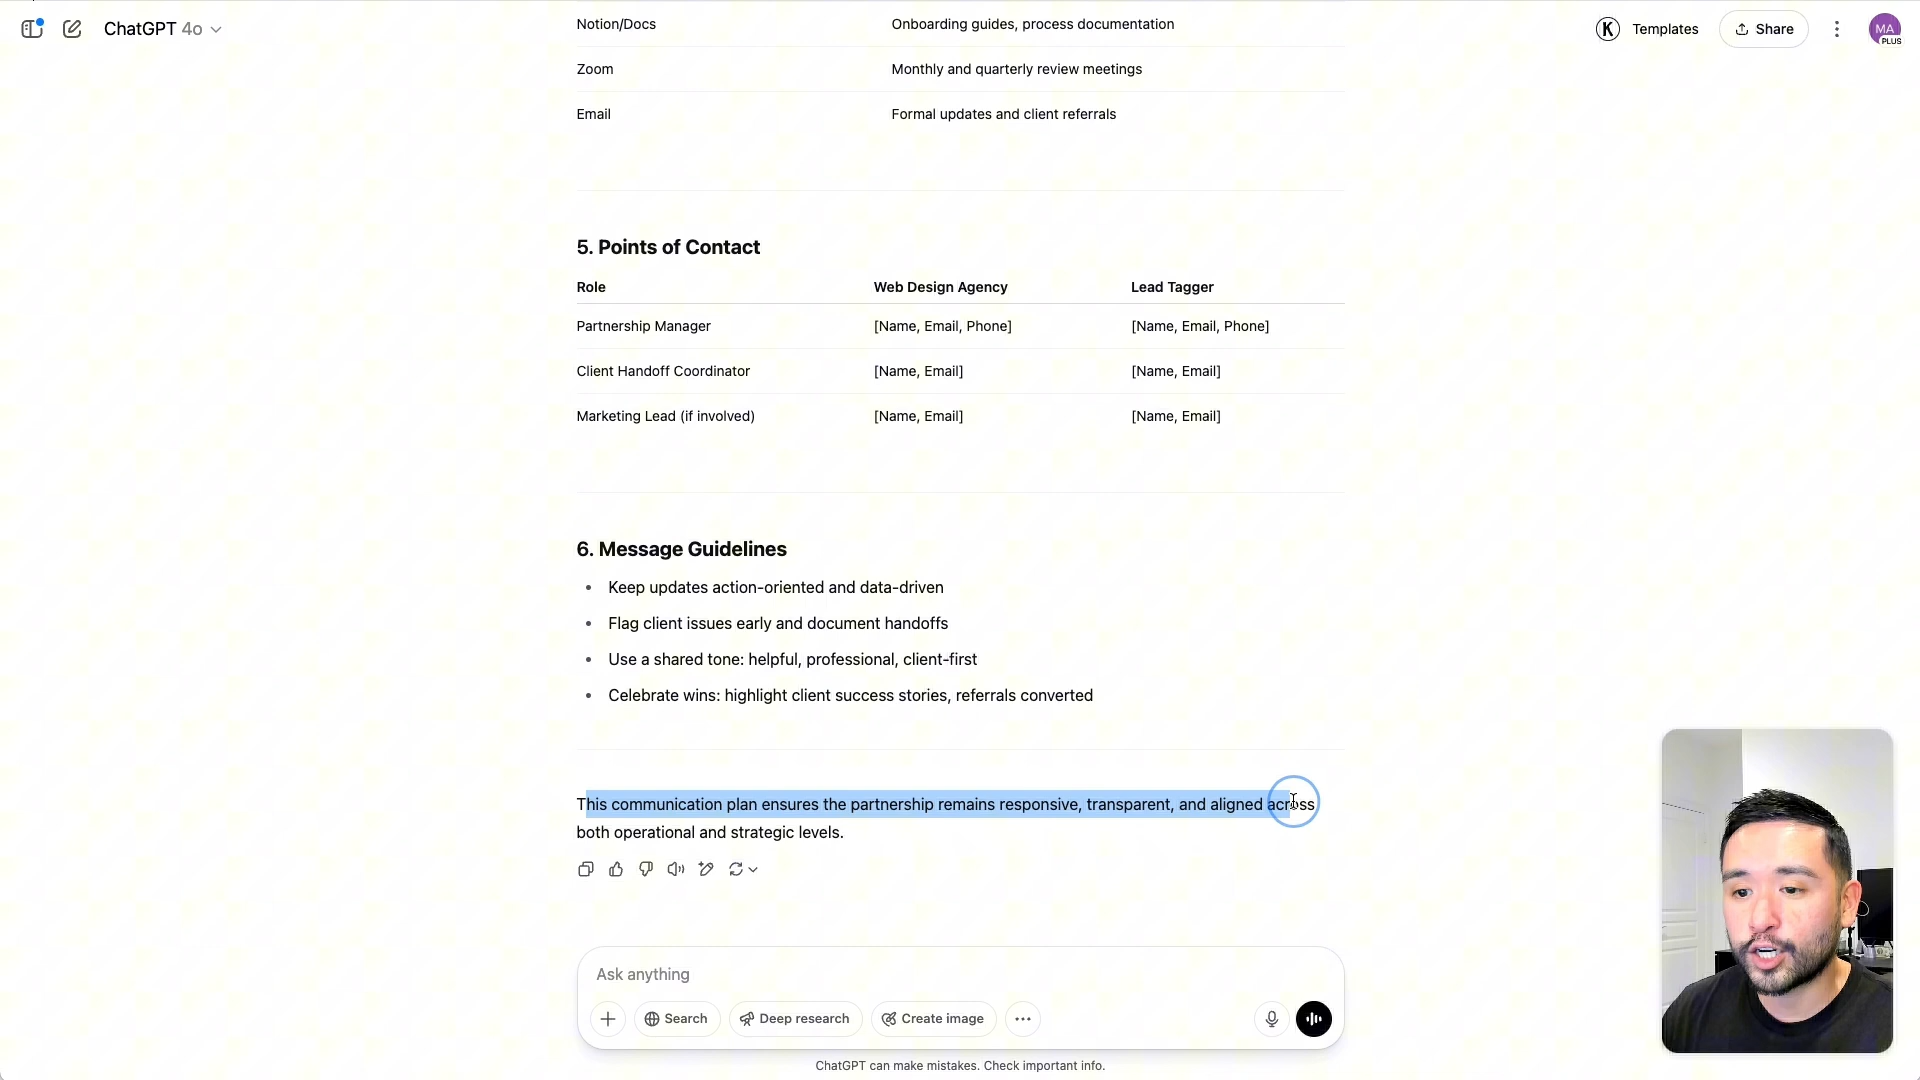 ChatGPT 4o
Templates
Share
MA
PLUS
Notion/Docs Onboarding guides, process documentation
Zoom Monthly and quarterly review meetings
Email Formal updates and client referrals
5. Points of Contact
Role Web Design Agency Lead Tagger
Partnership Manager [Name, Email, Phone] [Name, Email, Phone]
Client Handoff Coordinator [Name, Email] [Name, Email]
Marketing Lead (if involved) [Name, Email] [Name, Email]
6. Message Guidelines
• Keep updates action-oriented and data-driven
• Flag client issues early and document handoffs
• Use a shared tone: helpful, professional, client-first
• Celebrate wins: highlight client success stories, referrals converted
This communication plan ensures the partnership remains responsive, transparent, and aligned across
both operational and strategic levels.
Ask anything
Search Deep research Create image
ChatGPT can make mistakes. Check important info.